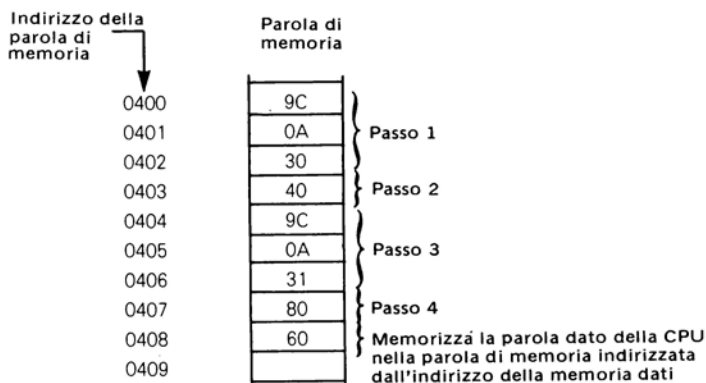 Indirizzo della
parola di
memoria
Parola di
memoria
0400 9C
0401 0A Passo 1
0402 30
0403 40 Passo 2
0404 9C
0405 0A Passo 3
0406 31
0407 80 Passo 4
0408 60 Memorizza la parola dato della CPU
nella parola di memoria indirizzata
0409 dall'indirizzo della memoria dati